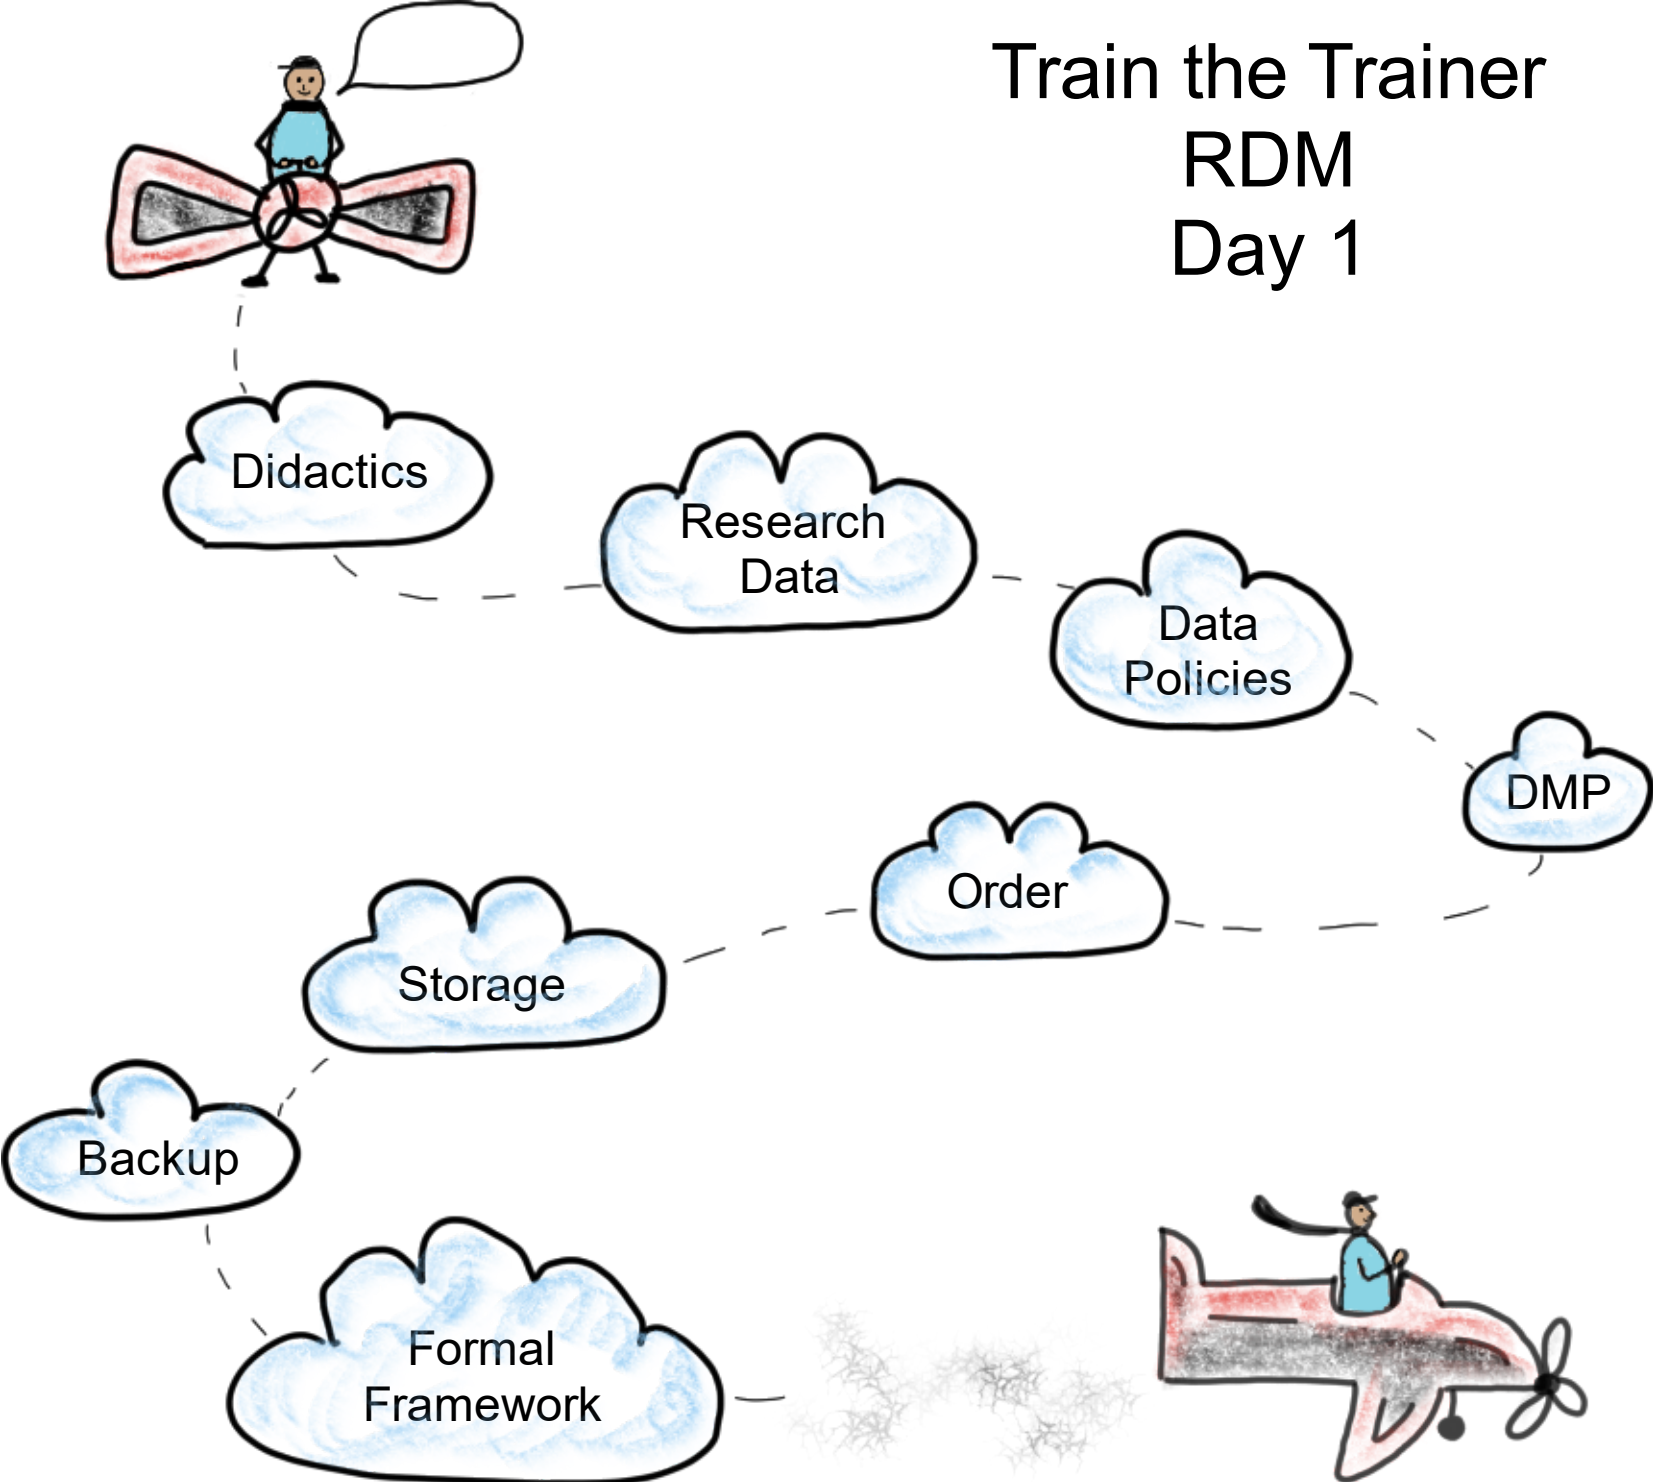 Train the Trainer
RDM
Day 1
Didactics
Research
Data
Data
Policies
DMP
Order
Storage
Backup
Formal
Framework